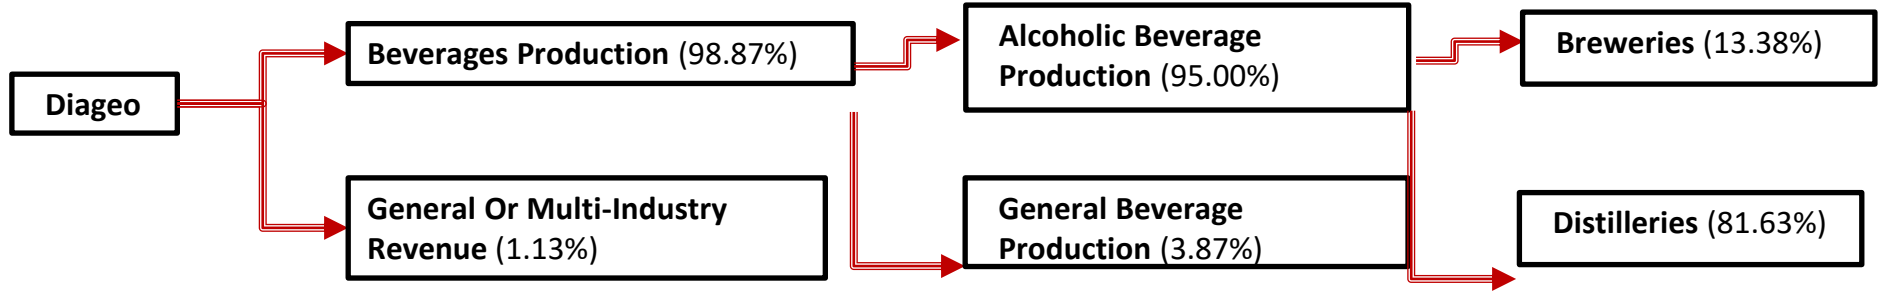 Diageo
Beverages Production (98.87%)
General Or Multi-Industry
Revenue (1.13%)
Alcoholic Beverage
Production (95.00%)
General Beverage
Production (3.87%)
Breweries (13.38%)
Distilleries (81.63%)